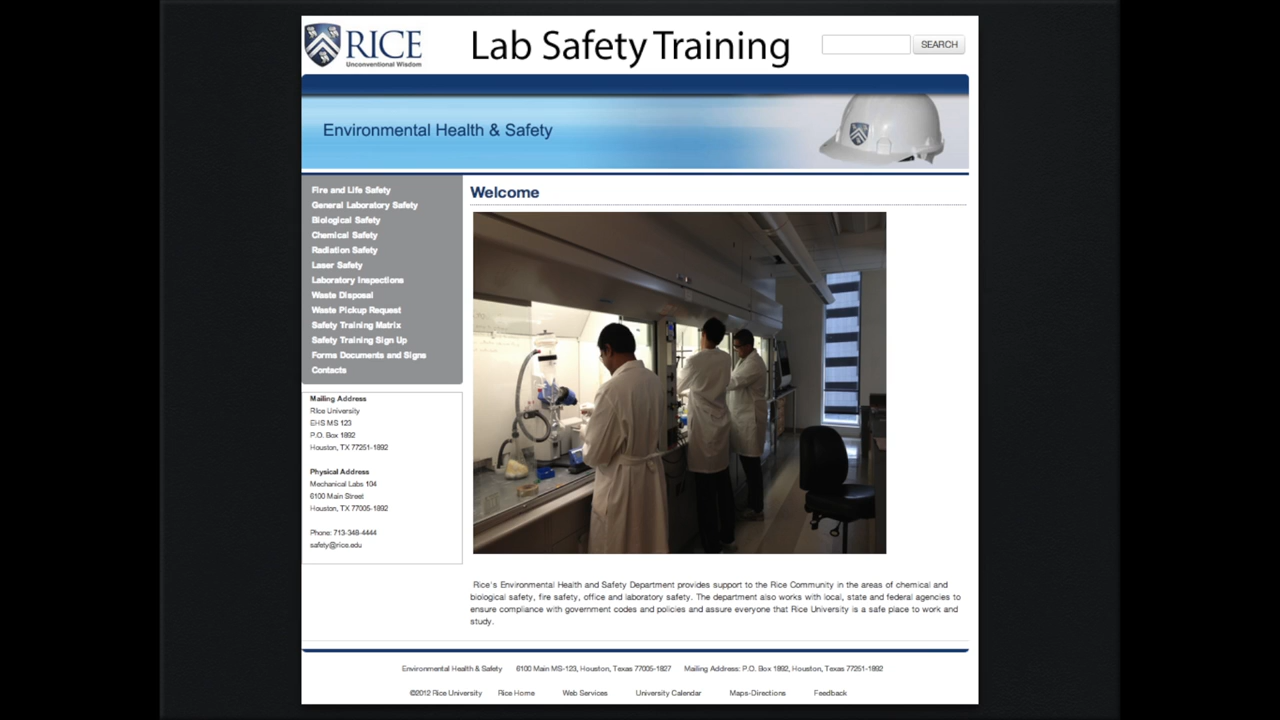 RICE
Unconventional Wisdom
Lab Safety Training
SEARCH
Environmental Health & Safety
Fire and Life Safety
General Laboratory Safety
Biological Safety
Chemical Safety
Radiation Safety
Laser Safety
Laboratory Inspections
Waste Disposal
Waste Pickup Request
Safety Training Matrix
Safety Training Sign Up
Forms Documents and Signs
Contacts
Mailing Address
Rice University
EHS MS 123
P.O. Box 1892
Houston, TX 77251-1892
Physical Address
Mechanical Labs 104
6100 Main Street
Houston, TX 77005-1892
Phone: 713-348-4444
safety@rice.edu
Welcome
Rice's Environmental Health and Safety Department provides support to the Rice Community in the areas of chemical and
biological safety, fire safety, office and laboratory safety. The department also works with local, state and federal agencies to
ensure compliance with government codes and policies and assure everyone that Rice University is a safe place to work and
study.
Environmental Health & Safety 6100 Main MS-123, Houston, Texas 77005-1827 Mailing Address: P.O. Box 1892, Houston, Texas 77251-1892
©2012 Rice University Rice Home Web Services University Calendar Maps-Directions Feedback